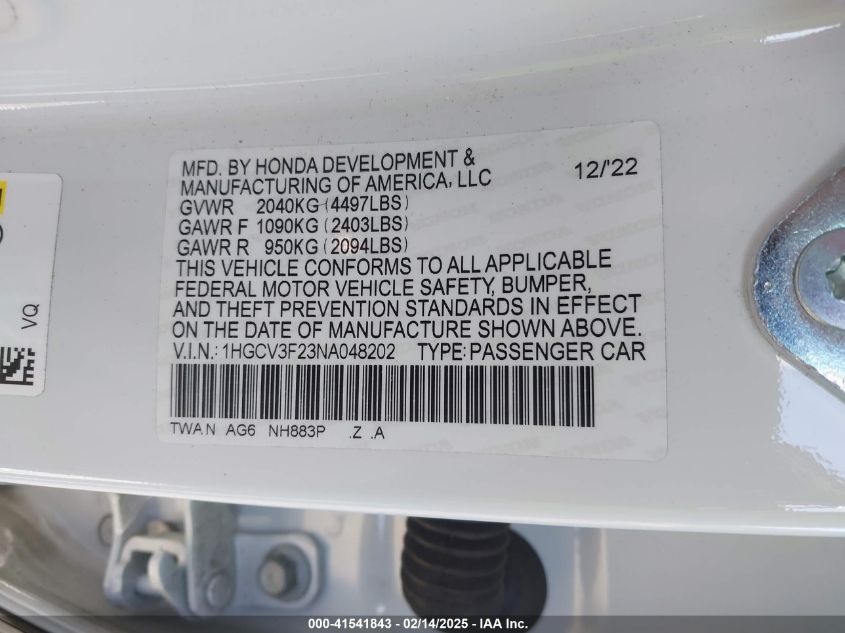 MFD. BY HONDA DEVELOPMENT &
MANUFACTURING OF AMERICA, LLC
12/'22
GVWR 2040KG (4497LBS)
GAWR F 1090KG (2403LBS)
GAWR R 950KG (2094LBS)
THIS VEHICLE CONFORMS TO ALL APPLICABLE
FEDERAL MOTOR VEHICLE SAFETY, BUMPER,
AND THEFT PREVENTION STANDARDS IN EFFECT
ON THE DATE OF MANUFACTURE SHOWN ABOVE.
V.I.N.: 1HGCV3F23NA048202 TYPE: PASSENGER CAR
TWA N AG6 NH883P .Z .A
VQ
000-41541843 — 02/14/2025 — IAA Inc.